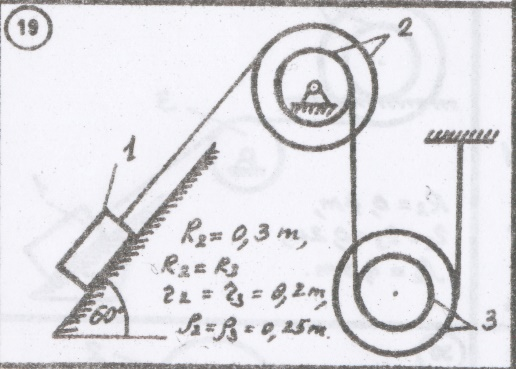 19
2
1
3
R₂ = 0,3 m,
R₂ = R₃
r₂ = r₃ = 0,2 m,
ρ₂ = ρ₃ = 0,25 m.
60°